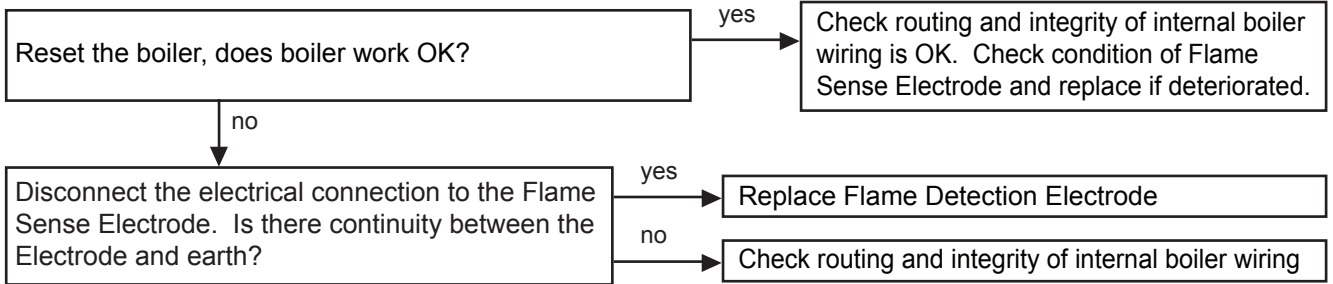 Reset the boiler, does boiler work OK?
yes
Check routing and integrity of internal boiler
wiring is OK.  Check condition of Flame
Sense Electrode and replace if deteriorated.
no
Disconnect the electrical connection to the Flame
Sense Electrode.  Is there continuity between the
Electrode and earth?
yes
Replace Flame Detection Electrode
no
Check routing and integrity of internal boiler wiring